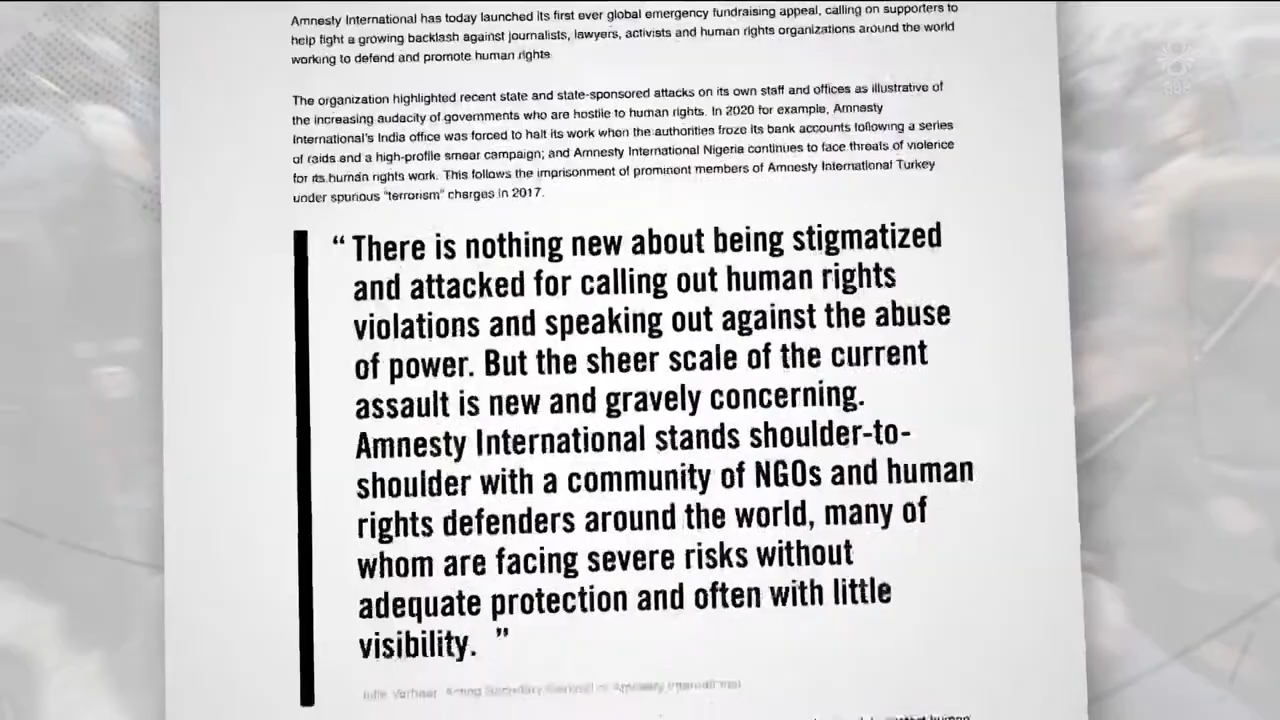 Amnesty International has today launched its first ever global emergency fundraising appeal, calling on supporters to
help fight a growing backlash against journalists, lawyers, activists and human rights organizations around the world
working to defend and promote human rights
The organization highlighted recent state and state-sponsored attacks on its own staff and offices as illustrative of
the increasing audacity of governments who are hostile to human rights. In 2020 for example, Amnesty
International's India office was forced to halt its work when the authorities froze its bank accounts following a series
of raids and a high-profile smear campaign; and Amnesty International Nigeria continues to face threats of violence
for its human rights work. This follows the imprisonment of prominent members of Amnesty International Turkey
under spurious "terrorism" charges in 2017.
“ There is nothing new about being stigmatized
and attacked for calling out human rights
violations and speaking out against the abuse
of power. But the sheer scale of the current
assault is new and gravely concerning.
Amnesty International stands shoulder-to-
shoulder with a community of NGOs and human
rights defenders around the world, many of
whom are facing severe risks without
adequate protection and often with little
visibility. ”
Julie Verhaar Acting Secretary General of Amnesty International